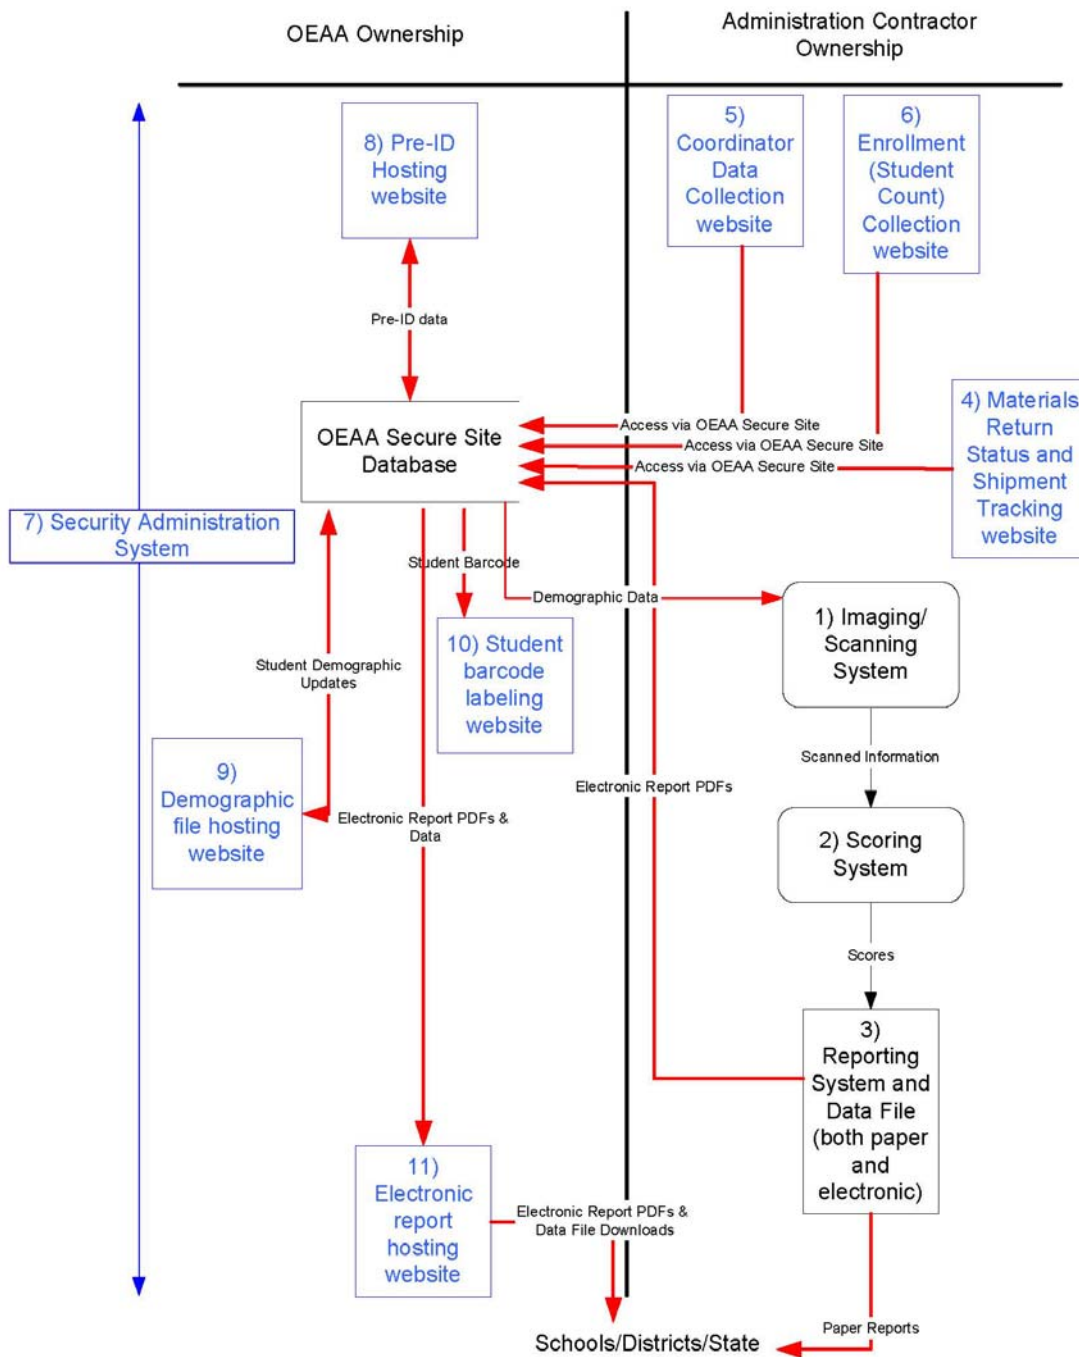 OEAA Ownership
Administration Contractor
Ownership
8) Pre-ID
Hosting
website
5)
Coordinator
Data
Collection
website
6)
Enrollment
(Student
Count)
Collection
website
Pre-ID data
OEAA Secure Site
Database
Access via OEAA Secure Site
Access via OEAA Secure Site
Access via OEAA Secure Site
4) Materials
Return
Status and
Shipment
Tracking
website
7) Security Administration
System
Student Barcode
Demographic Data
1) Imaging/
Scanning
System
10) Student
barcode
labeling
website
Student Demographic
Updates
Scanned Information
9)
Demographic
file hosting
website
Electronic Report PDFs &
Data
Electronic Report PDFs
2) Scoring
System
Scores
3)
Reporting
System and
Data File
(both paper
and
electronic)
11)
Electronic
report
hosting
website
Electronic Report PDFs &
Data File Downloads
Paper Reports
Schools/Districts/State